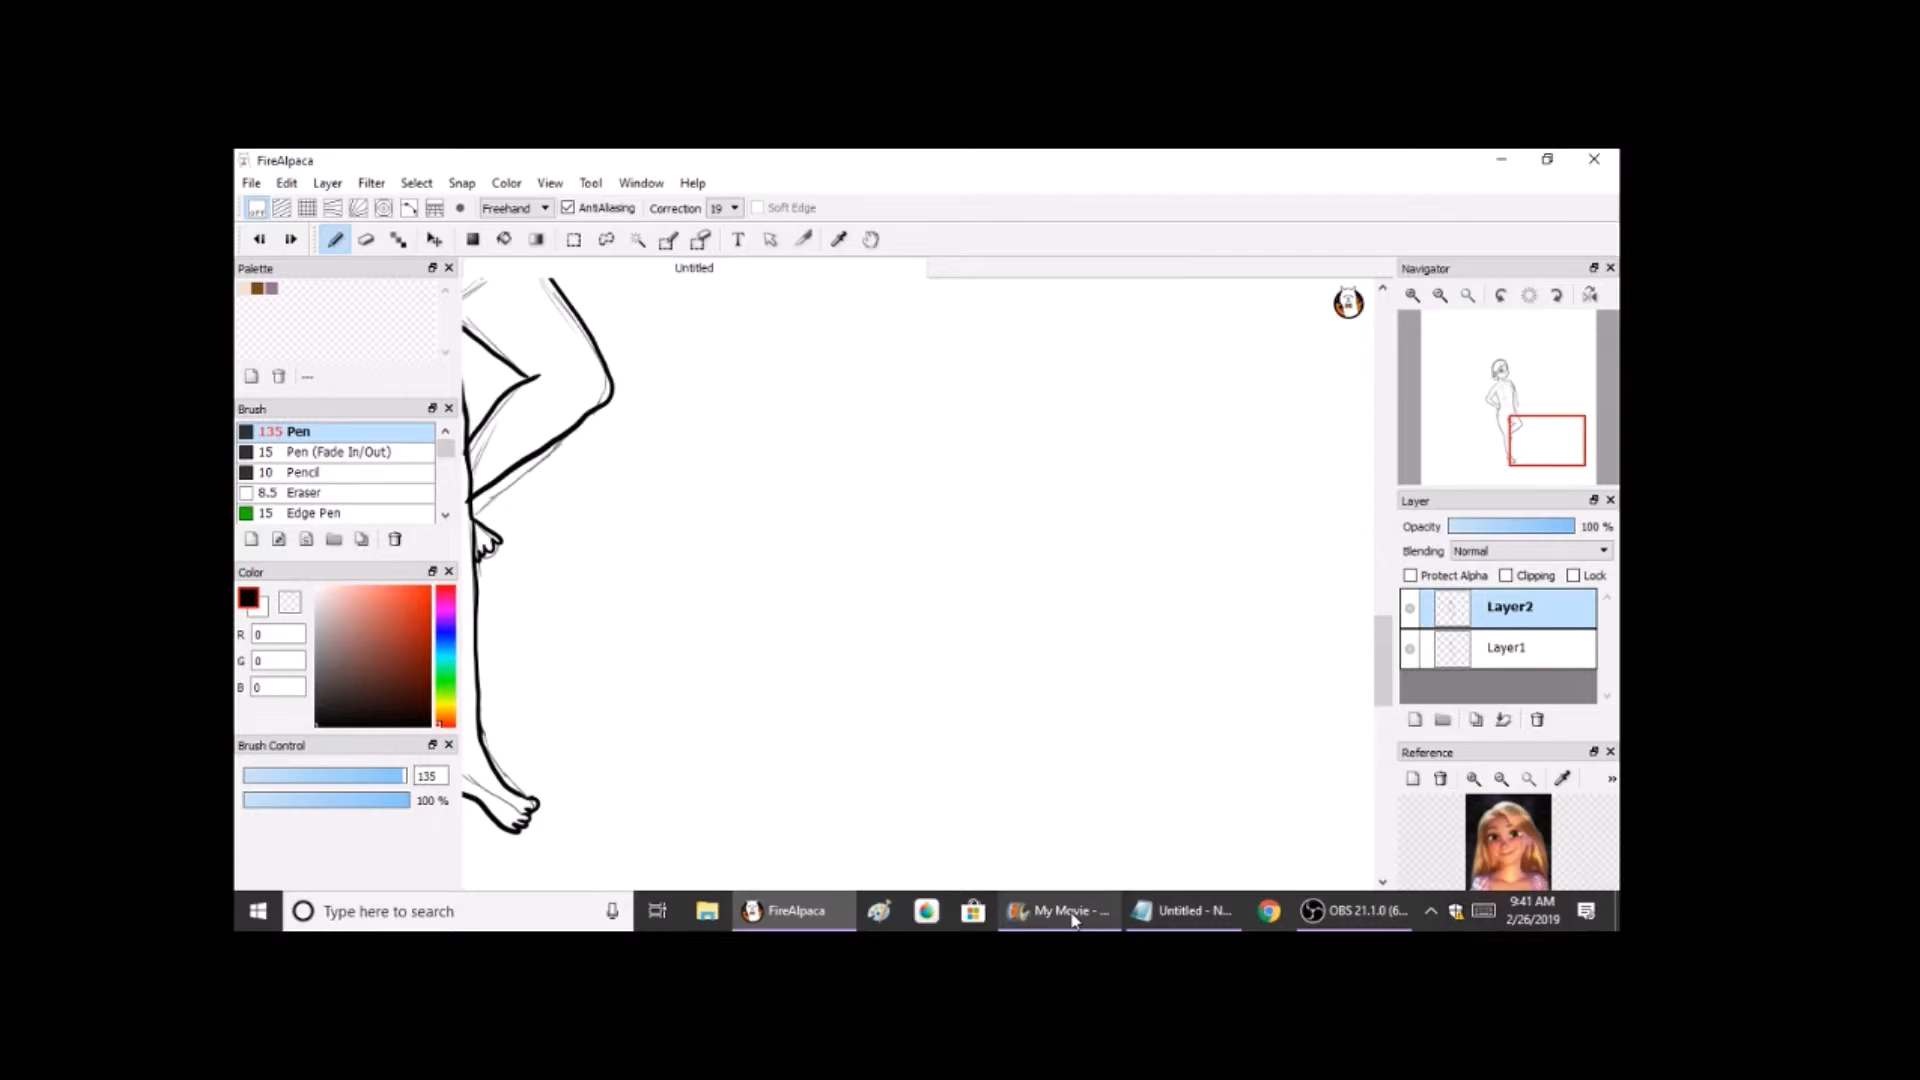 FireAlpaca
File Edit Layer Filter Select Snap Color View Tool Window Help
OFF Freehand AntiAliasing Correction 19 Soft Edge
T
Palette
Untitled
Navigator
---
Brush
135 Pen
15 Pen (Fade In/Out)
10 Pencil
8.5 Eraser
15 Edge Pen
Color
R 0
G 0
B 0
Brush Control
135
100 %
Layer
Opacity 100 %
Blending Normal
Protect Alpha Clipping Lock
Layer2
Layer1
Reference
»
Type here to search
FireAlpaca
My Movie - ...
Untitled - N...
OBS 21.1.0 (6...
9:41 AM
2/26/2019